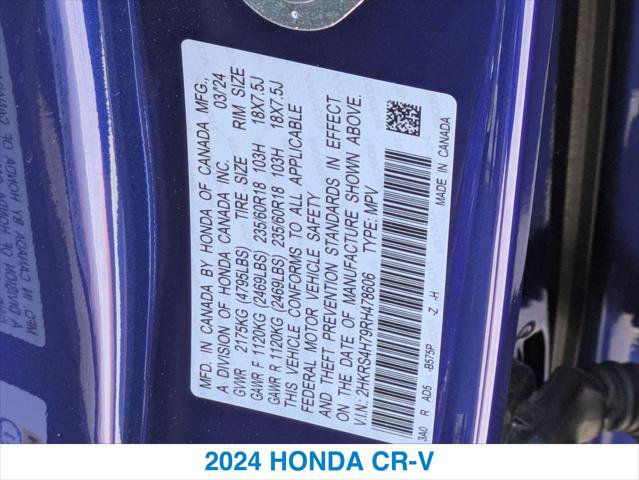 MFD. IN CANADA BY HONDA OF CANADA MFG.,
A DIVISION OF HONDA CANADA INC. 03/24
GVWR 2175KG (4795LBS) TIRE SIZE RIM SIZE
GAWR F 1120KG (2469LBS) 235/60R18 103H 18X7.5J
GAWR R 1120KG (2469LBS) 235/60R18 103H 18X7.5J
THIS VEHICLE CONFORMS TO ALL APPLICABLE
FEDERAL MOTOR VEHICLE SAFETY
AND THEFT PREVENTION STANDARDS IN EFFECT
ON THE DATE OF MANUFACTURE SHOWN ABOVE.
V.I.N.: 2HKRS4H79RH478606 TYPE: MPV
3A0 R AD5 -B575P -Z -H MADE IN CANADA
2024 HONDA CR-V